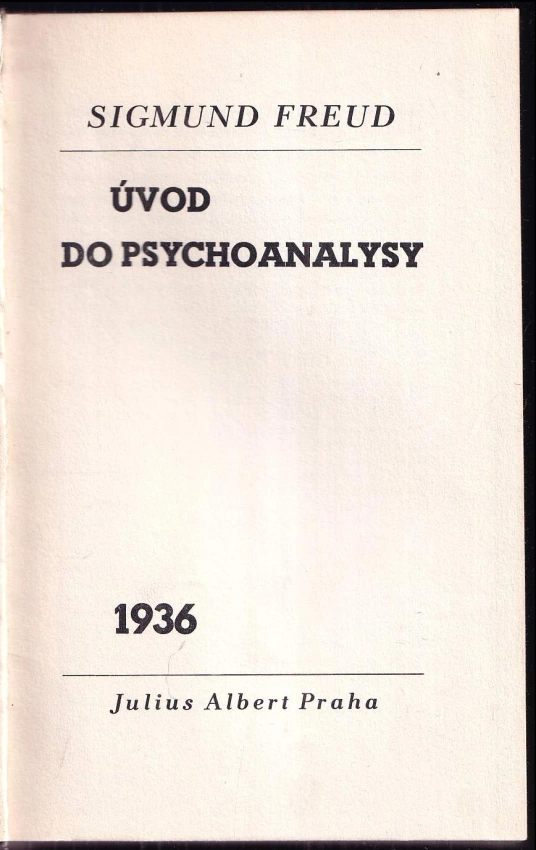 SIGMUND FREUD
ÚVOD
DO PSYCHOANALYSY
1936
Julius Albert Praha